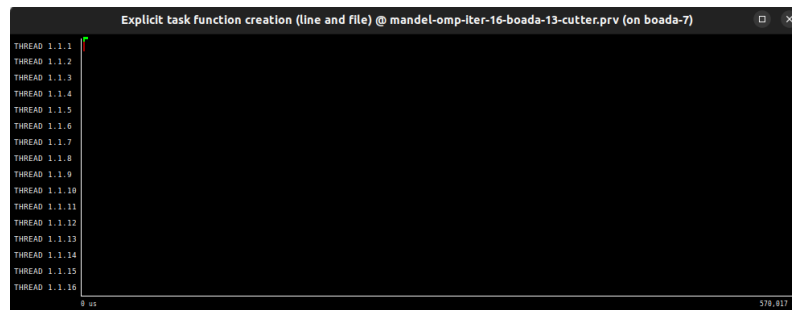 Explicit task function creation (line and file) @ mandel-omp-iter-16-boada-13-cutter.prv (on boada-7)
THREAD 1.1.1
THREAD 1.1.2
THREAD 1.1.3
THREAD 1.1.4
THREAD 1.1.5
THREAD 1.1.6
THREAD 1.1.7
THREAD 1.1.8
THREAD 1.1.9
THREAD 1.1.10
THREAD 1.1.11
THREAD 1.1.12
THREAD 1.1.13
THREAD 1.1.14
THREAD 1.1.15
THREAD 1.1.16
0 us 570,017